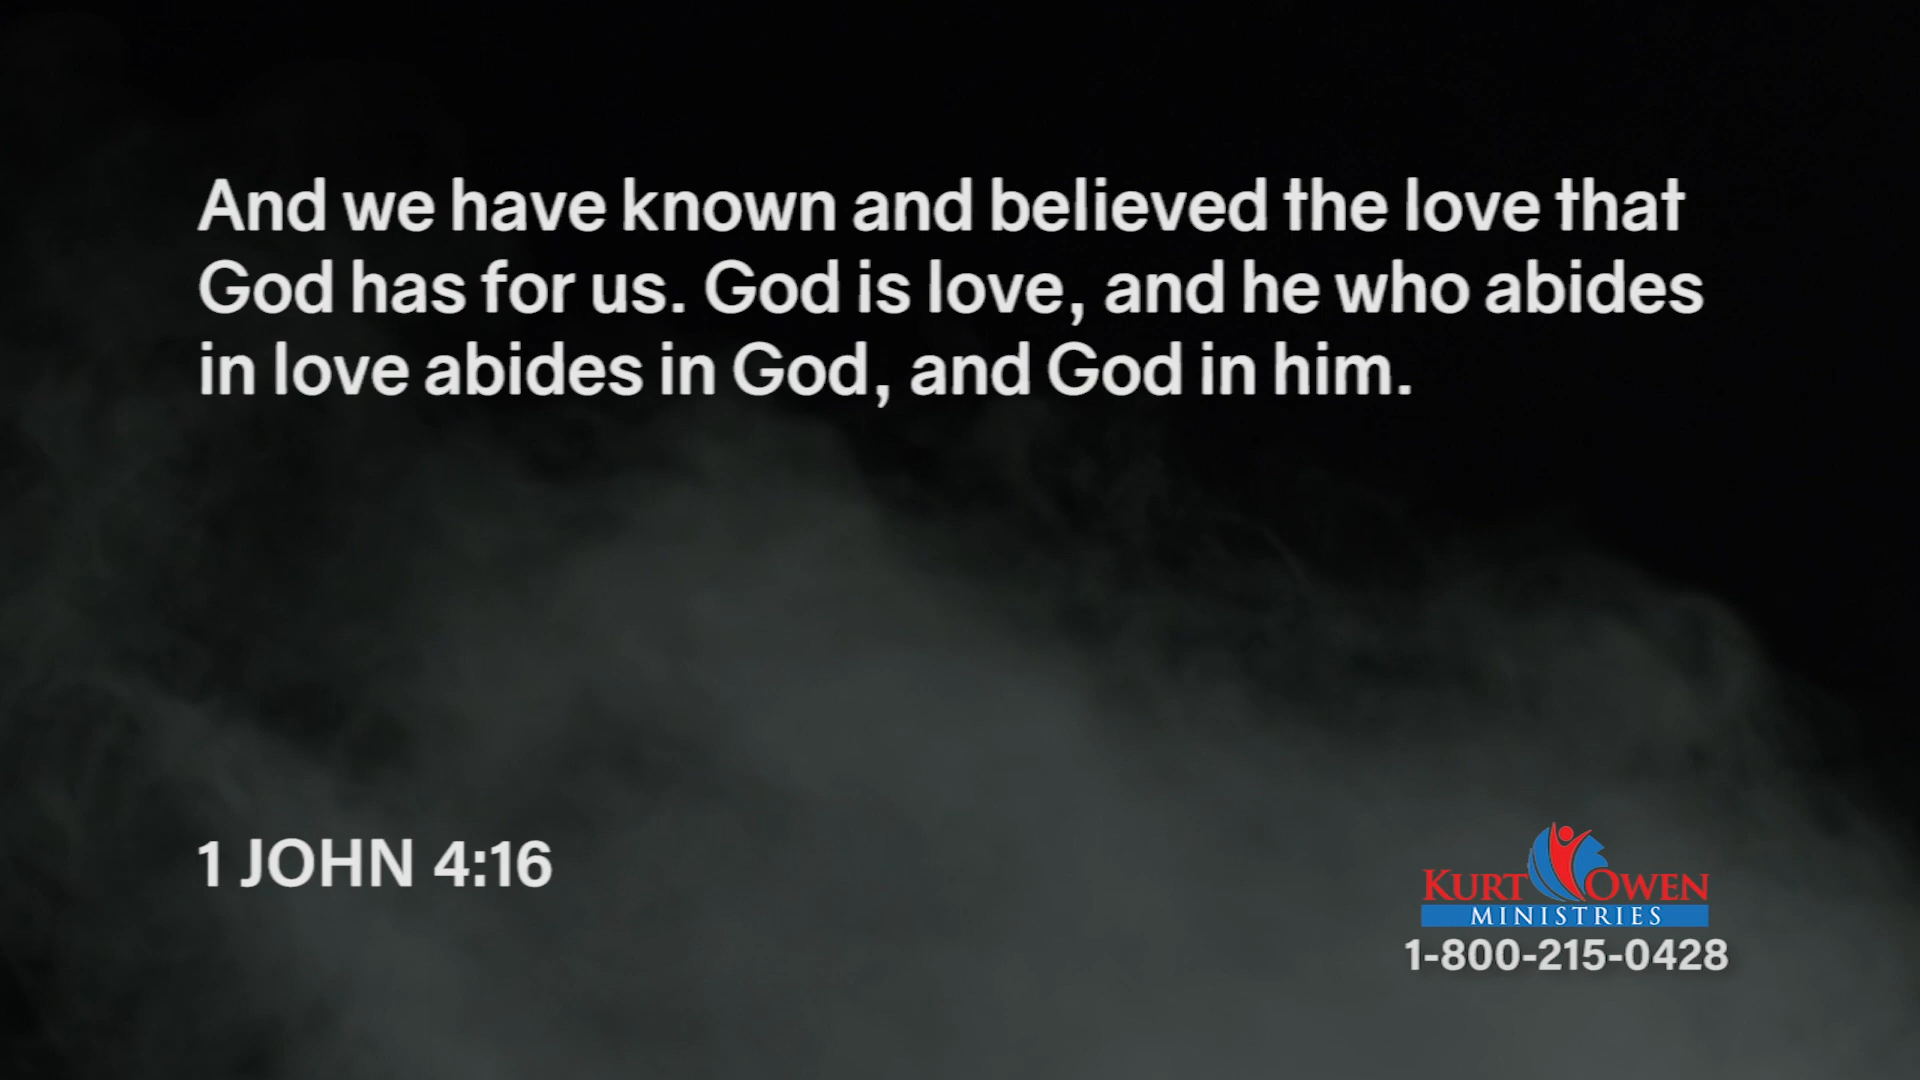 And we have known and believed the love that
God has for us. God is love, and he who abides
in love abides in God, and God in him.
1 JOHN 4:16
KURT OWEN
MINISTRIES
1-800-215-0428